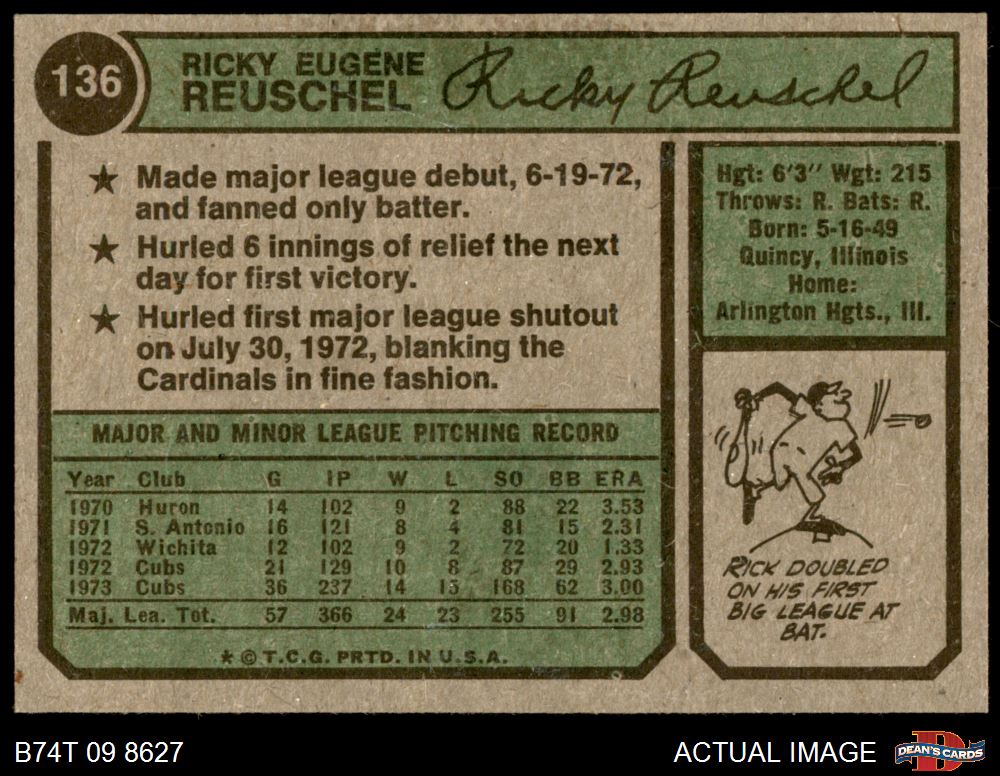 136
RICKY EUGENE
REUSCHEL
Ricky Reuschel
★ Made major league debut, 6-19-72,
and fanned only batter.
★ Hurled 6 innings of relief the next
day for first victory.
★ Hurled first major league shutout
on July 30, 1972, blanking the
Cardinals in fine fashion.
MAJOR AND MINOR LEAGUE PITCHING RECORD
Year Club G IP W L SO BB ERA
1970 Huron 14 102 9 2 88 22 3.53
1971 S. Antonio 16 121 8 4 81 15 2.31
1972 Wichita 12 102 9 2 72 20 1.33
1972 Cubs 21 129 10 8 87 29 2.93
1973 Cubs 36 237 14 15 168 62 3.00
Maj. Lea. Tot. 57 366 24 23 255 91 2.98
★ © T.C.G. PRTD. IN U.S.A.
Hgt: 6'3" Wgt: 215
Throws: R. Bats: R.
Born: 5-16-49
Quincy, Illinois
Home:
Arlington Hgts., Ill.
RICK DOUBLED
ON HIS FIRST
BIG LEAGUE AT
BAT.
B74T 09 8627
ACTUAL IMAGE
D
DEAN'S CARDS